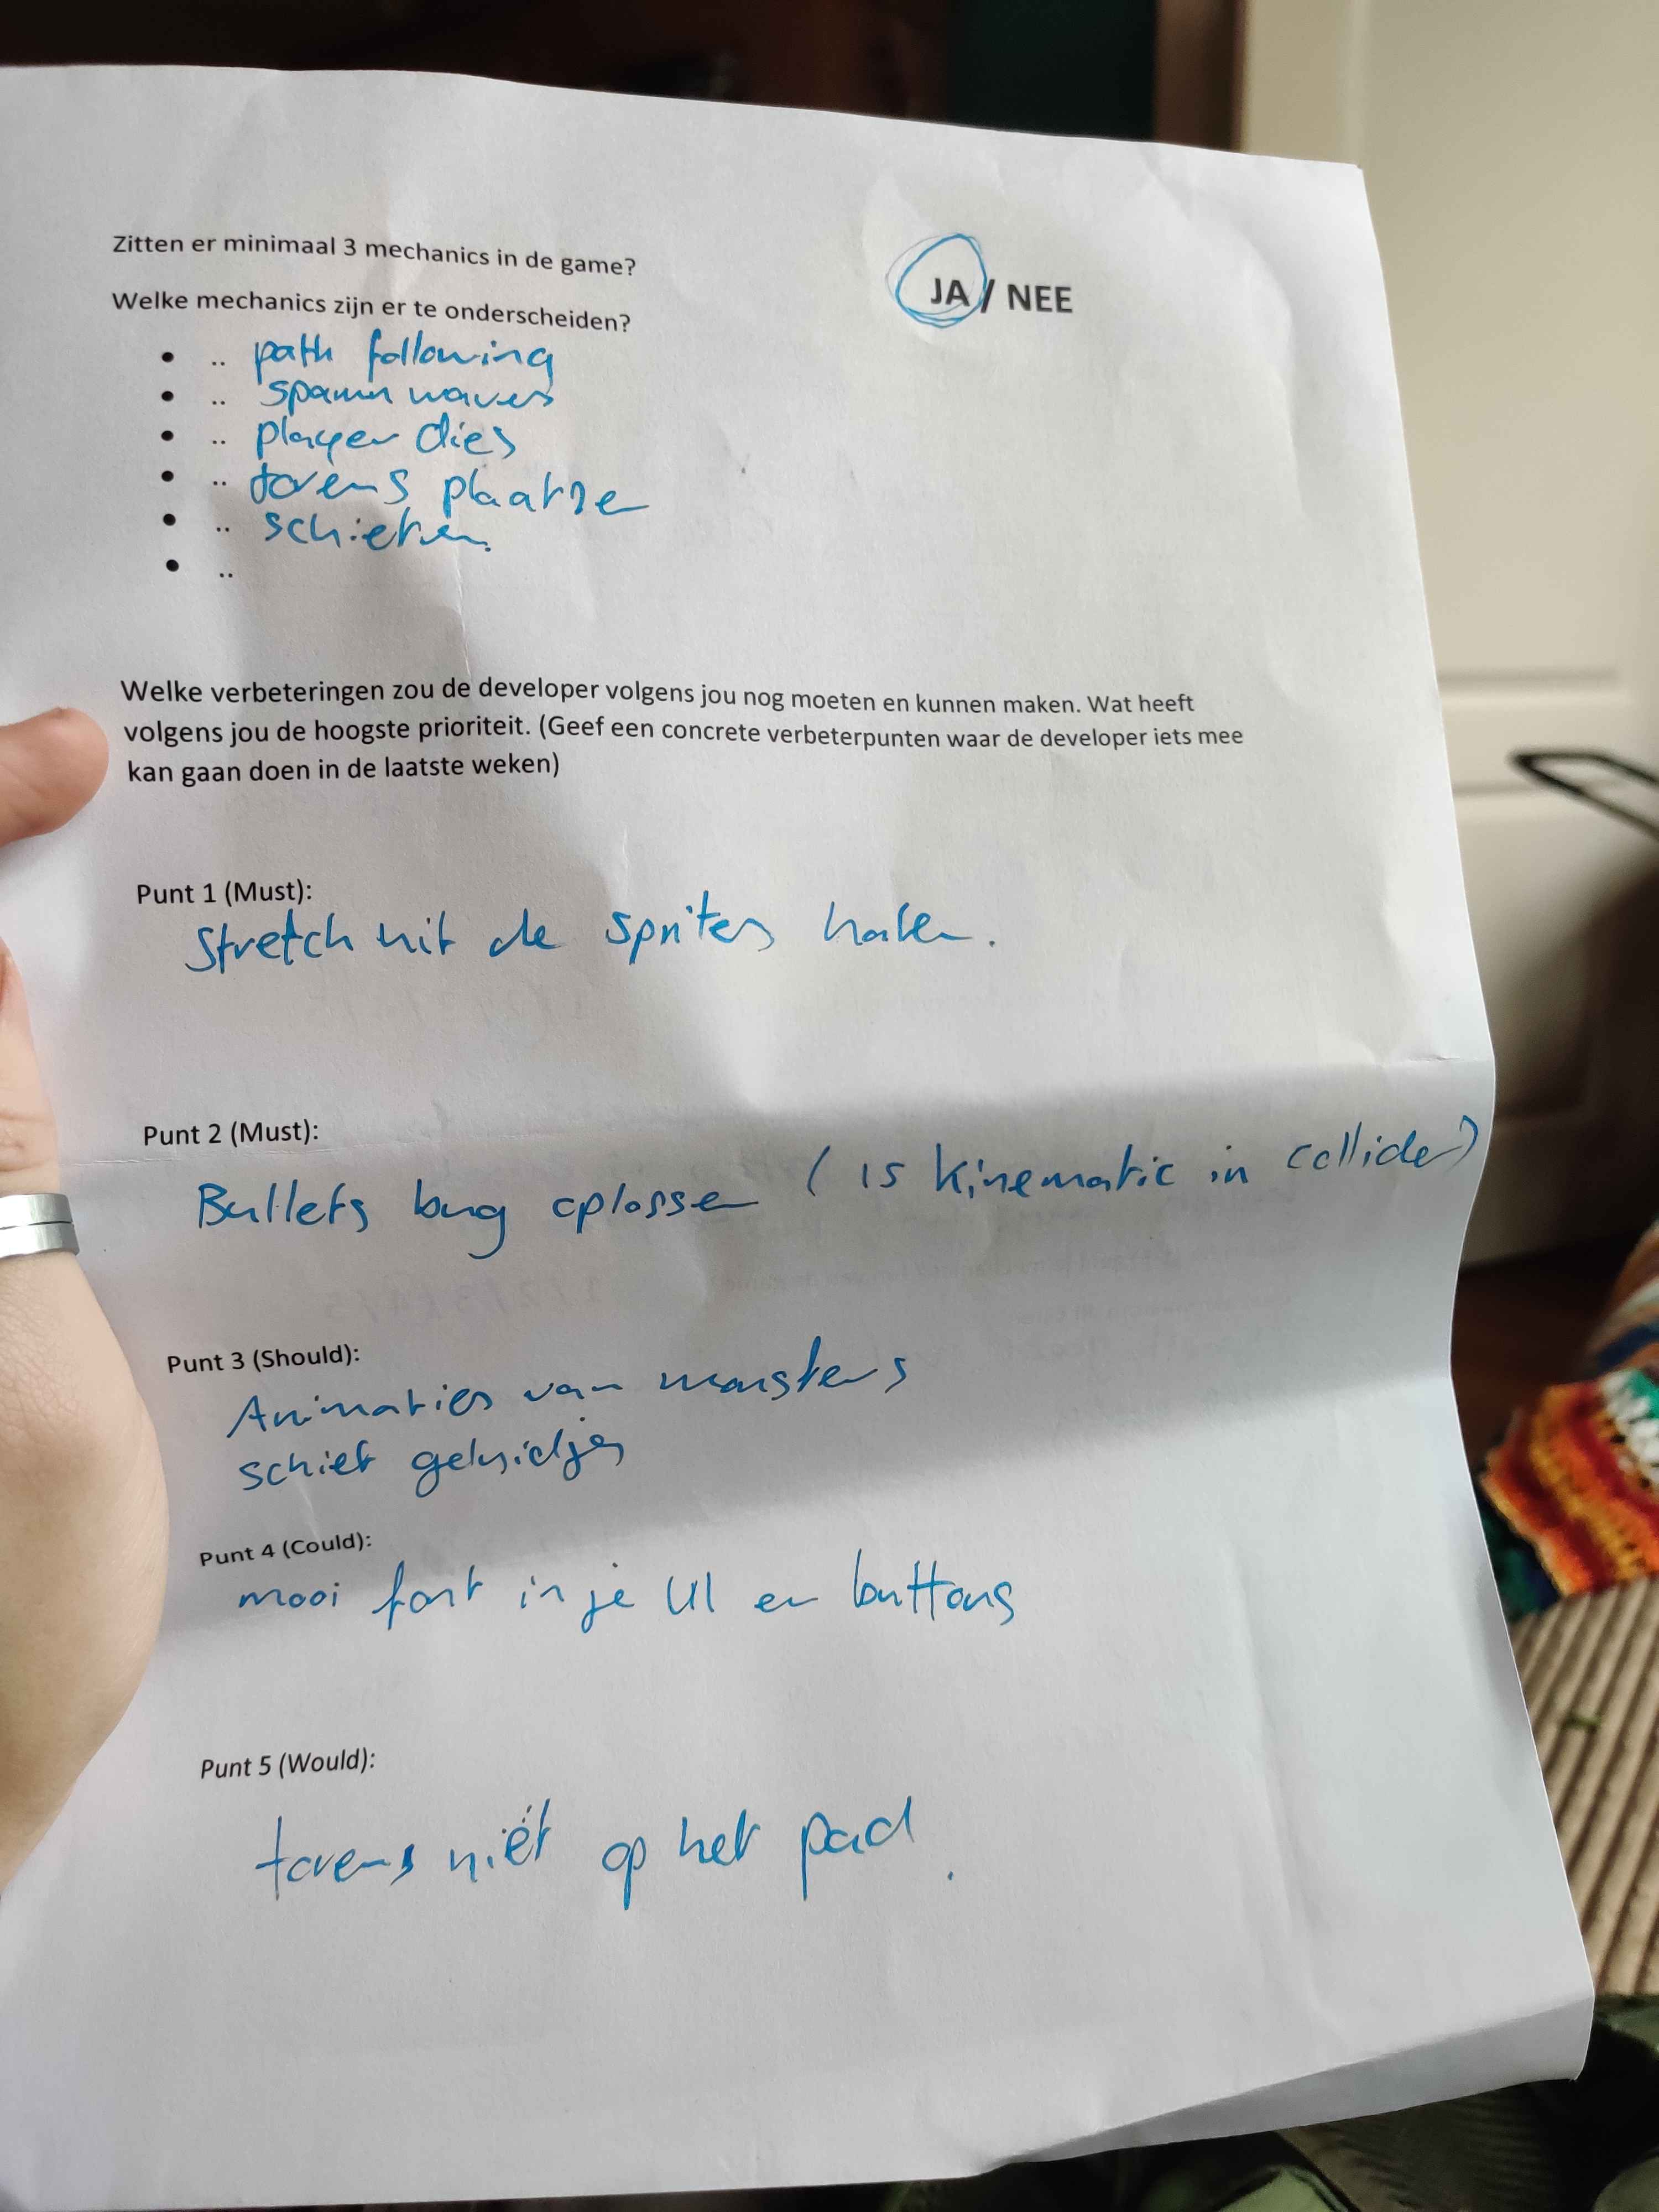 Zitten er minimaal 3 mechanics in de game?
JA / NEE
Welke mechanics zijn er te onderscheiden?
• .. path following
• .. spawn waves
• .. player dies
• .. torens plaatse
• .. schieten.
• ..
Welke verbeteringen zou de developer volgens jou nog moeten en kunnen maken. Wat heeft
volgens jou de hoogste prioriteit. (Geef een concrete verbeterpunten waar de developer iets mee
kan gaan doen in de laatste weken)
Punt 1 (Must):
Stretch uit de sprites halen.
Punt 2 (Must):
Bullets bug oplossen ( is kinematic in collider)
Punt 3 (Should):
Animaties van monsters
schiet geluidjes
Punt 4 (Could):
mooi font in je UI en buttons
Punt 5 (Would):
torens niét op het pad.